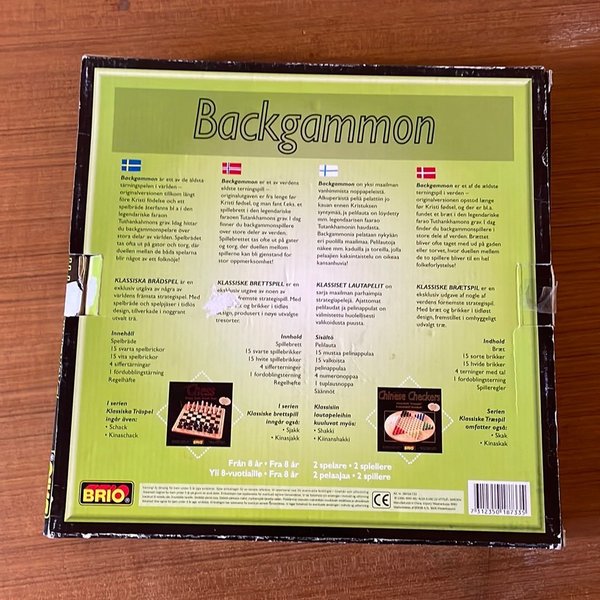 Backgammon
Backgammon är ett av de äldsta
tärningsspelen i världen –
originalversionen tillkom långt
före Kristi födelse och ett
spelbräde återfanns bl a i den
legendariske faraon
Tutankhamons grav. Idag hittar
du backgammonspelare över
stora delar av världen. Spelbrädet
tas ofta ut på gator och torg, där
duellen mellan de båda spelarna
blir något av ett folknöje!
KLASSISKA BRÄDSPEL är en
exklusiv utgåva av några av
världens främsta strategispel. Med
spelbräde och spelpjäser i tidlös
design, tillverkade i noggrant
utvalt trä.
Innehåll
Spelbräde
15 svarta spelbrickor
15 vita spelbrickor
4 siffertärningar
1 fördubblingstärning
Regelhäfte
I serien
Klassiska Träspel
ingår även:
• Schack
• Kinaschack
Backgammon er et av verdens
eldste terningspill –
originalutgaven er fra lenge før
Kristi fødsel, og man fant f.eks. et
spillebrett i den legendariske
faraoen Tutankhamons grav. I dag
finner du backgammonspillere
over store deler av verden.
Spillebrettet tas ofte ut på gater
og torg, der duellen mellom
spillerne kan bli gjenstand for
stor oppmerksomhet!
KLASSISKE BRETTSPILL er en
eksklusiv utgave av noen av
verdens fremste strategispill.
Med brett og brikker i tidløs
design, produsert i nøye utvalgte
tresorter.
Innhold
Spillebrett
15 svarte spillebrikker
15 hvite spillebrikker
4 sifferterninger
1 fordoblingsterning
Regelhefte
I serien
Klassiske brettspill
inngår også:
• Sjakk
• Kinasjakk
Backgammon on yksi maailman
vanhimmista noppapeleistä.
Alkuperäistä peliä pelattiin jo
kauan ennen Kristuksen
syntymää, ja pelilauta on löydetty
mm. legendaarisen faarao
Tutankhamonin haudasta.
Backgammonia pelataan nykyään
eri puolilla maailmaa. Pelilautoja
näkee mm. kaduilla ja toreilla, jolla
pelaajien kaksintaistelu on oikeaa
kansanhuvia!
KLASSISET LAUTAPELIT on
sarja maailman parhaimpia
strategiapelejä. Ajattomat
pelilaudat ja pelinappulat on
valmistettu huolellisesti
valikoidusta puusta.
Sisältö
Pelilauta
15 mustaa pelinappulaa
15 valkoista
pelinappulaa
4 numeronoppaa
1 tuplausnoppa
Säännöt
Klassisiin
lautapeleihin
kuuluvat myös:
• Shakki
• Kiinanshakki
Backgammon er et af de ældste
terningspil i verden –
originalversionen opstod længe
før Kristi fødsel, og der er bl.a.
fundet et bræt i den legendariske
farao Tutankhamons grav. I dag
finder du backgammonspillere i
store dele af verden. Brættet
bliver ofte taget med ud på gaden
eller torvet, hvor duellen mellem
de to spillere bliver til en hel
folkeforlystelse!
KLASSISKE BRÆTSPIL er en
eksklusiv udgave af nogle af
verdens førende strategispil. Med
bræt og brikker i tidløst
design, fremstillet i omhyggeligt
udvalgt træ.
Indhold
Bræt
15 sorte brikker
15 hvide brikker
4 terninger med tal
1 fordoblingsterning
Spilleregler
Serien
Klassiske Træspil
omfatter også:
• Skak
• Kinaskak
Chess
Chinese Checkers
BRIO
BRIO
Från 8 år • Fra 8 år
Yli 8-vuotiaille • Fra 8 år
2 spelare • 2 spillere
2 pelaajaa • 2 spillere
BRIO
CE
7 312350 187335